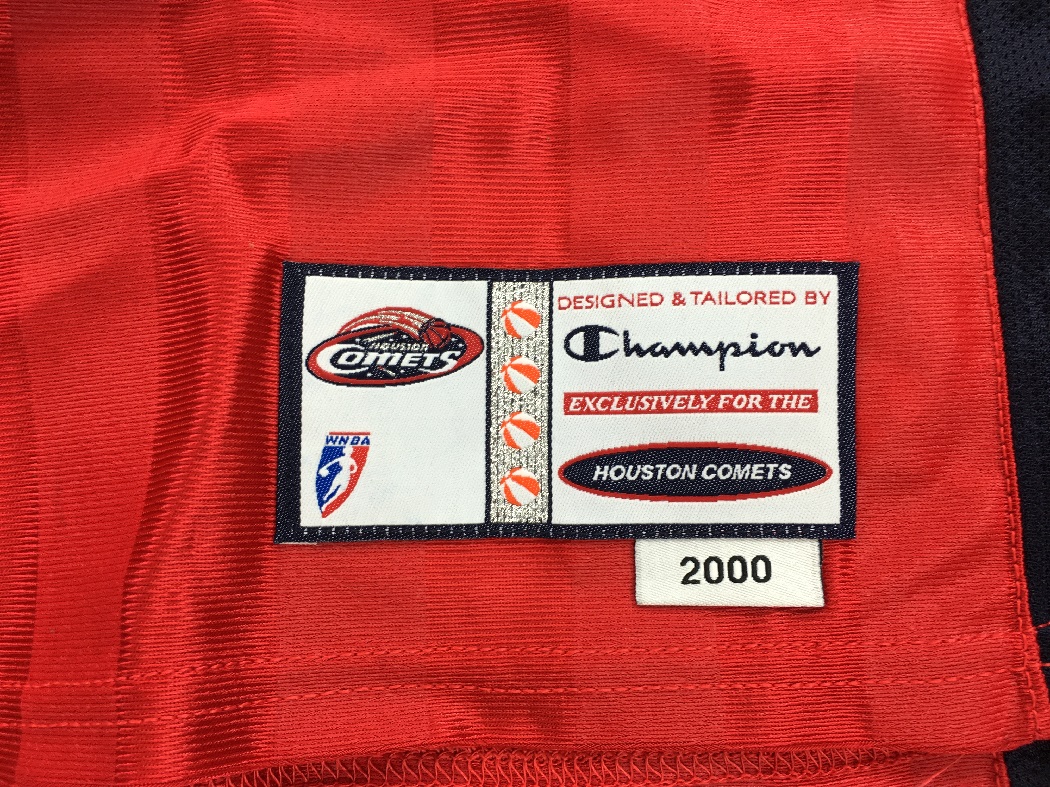 HOUSTON
COMETS
WNBA
DESIGNED & TAILORED BY
Champion
EXCLUSIVELY FOR THE
HOUSTON COMETS
2000